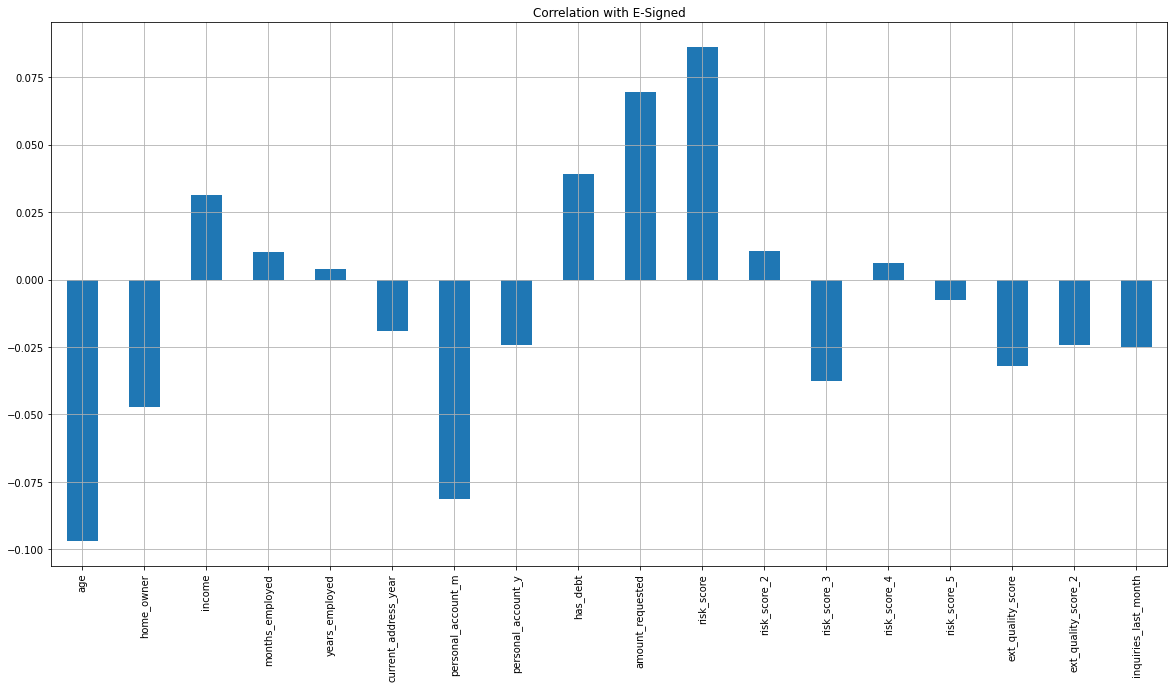 Correlation with E-Signed
0.075
0.050
0.025
0.000
−0.025
−0.050
−0.075
−0.100
age
home_owner
income
months_employed
years_employed
current_address_year
personal_account_m
personal_account_y
has_debt
amount_requested
risk_score
risk_score_2
risk_score_3
risk_score_4
risk_score_5
ext_quality_score
ext_quality_score_2
inquiries_last_month